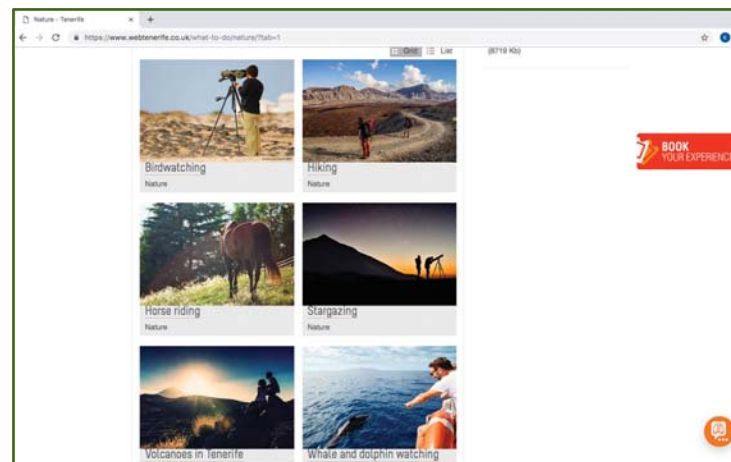 Nature - Tenerife
https://www.webtenerife.co.uk/what-to-do/nature/?tab=1
Grid List
(8719 Kb)
BOOK
YOUR EXPERIENCE
Birdwatching
Nature
Hiking
Nature
Horse riding
Nature
Stargazing
Nature
Volcanoes in Tenerife
Whale and dolphin watching